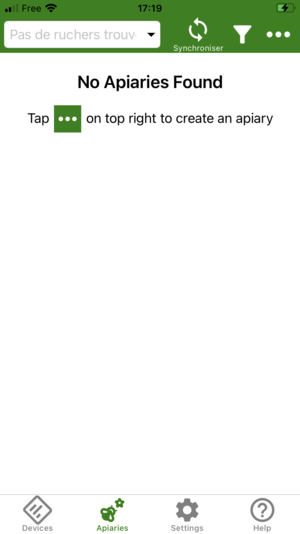 Free 17:19
Pas de ruchers trouv
Synchroniser
No Apiaries Found
Tap ••• on top right to create an apiary
Devices Apiaries Settings Help